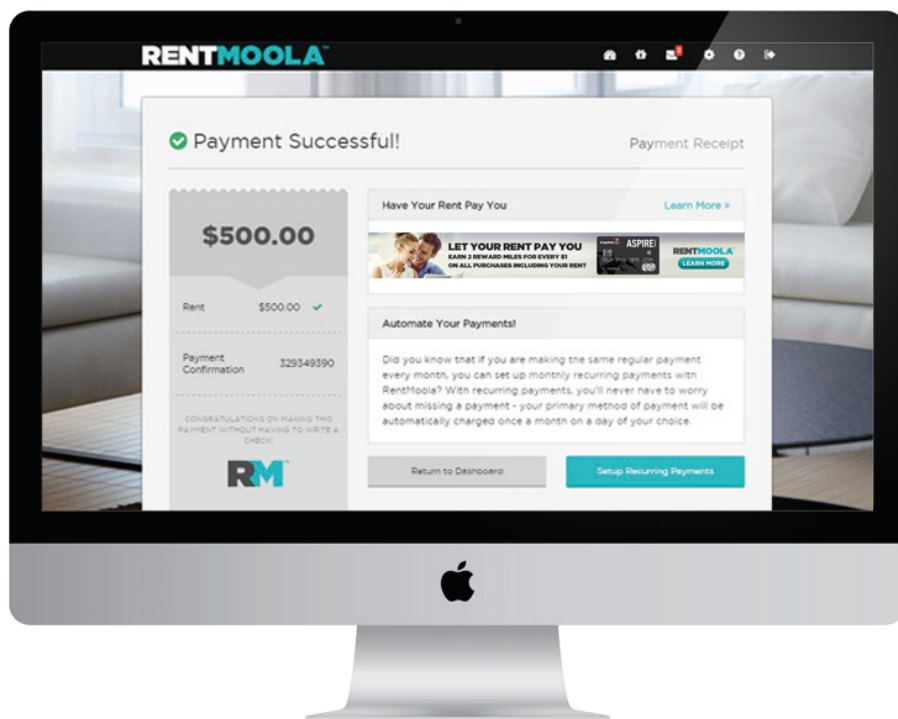 RENTMOOLA™
Payment Successful!
Payment Receipt
$500.00
Rent $500.00
Payment
Confirmation 329349390
CONGRATULATIONS ON MAKING THIS
PAYMENT WITHOUT HAVING TO WRITE A
CHECK!
RM™
Have Your Rent Pay You
Learn More »
LET YOUR RENT PAY YOU
EARN 2 REWARD MILES FOR EVERY $1
ON ALL PURCHASES INCLUDING YOUR RENT
ASPIRE
RENTMOOLA
LEARN MORE
Automate Your Payments!
Did you know that if you are making the same regular payment
every month, you can set up monthly recurring payments with
RentMoola? With recurring payments, you'll never have to worry
about missing a payment - your primary method of payment will be
automatically charged once a month on a day of your choice.
Return to Dashboard
Setup Recurring Payments